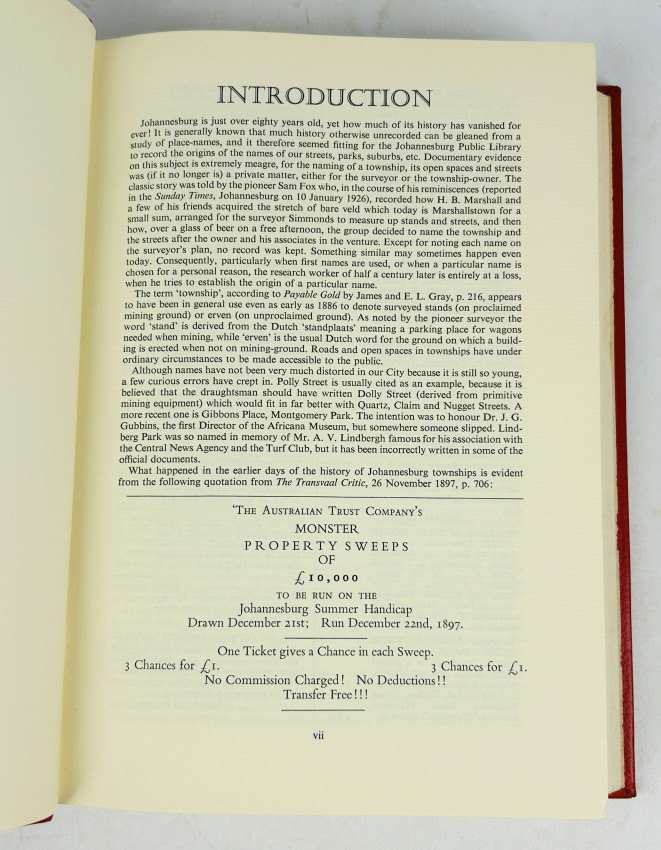 INTRODUCTION
Johannesburg is just over eighty years old, yet how much of its history has vanished for
ever! It is generally known that much history otherwise unrecorded can be gleaned from a
study of place-names, and it therefore seemed fitting for the Johannesburg Public Library
to record the origins of the names of our streets, parks, suburbs, etc. Documentary evidence
on this subject is extremely meagre, for the naming of a township, its open spaces and streets
was (if it no longer is) a private matter, either for the surveyor or the township-owner. The
classic story was told by the pioneer Sam Fox who, in the course of his reminiscences (reported
in the Sunday Times, Johannesburg on 10 January 1926), recorded how H. B. Marshall and
a few of his friends acquired the stretch of bare veld which today is Marshallstown for a
small sum, arranged for the surveyor Simmonds to measure up stands and streets, and then
how, over a glass of beer on a free afternoon, the group decided to name the township and
the streets after the owner and his associates in the venture. Except for noting each name on
the surveyor's plan, no record was kept. Something similar may sometimes happen even
today. Consequently, particularly when first names are used, or when a particular name is
chosen for a personal reason, the research worker of half a century later is entirely at a loss,
when he tries to establish the origin of a particular name.
The term 'township', according to Payable Gold by James and E. L. Gray, p. 216, appears
to have been in general use even as early as 1886 to denote surveyed stands (on proclaimed
mining ground) or erven (on unproclaimed ground). As noted by the pioneer surveyor the
word 'stand' is derived from the Dutch 'standplaats' meaning a parking place for wagons
needed when mining, while 'erven' is the usual Dutch word for the ground on which a build-
ing is erected when not on mining-ground. Roads and open spaces in townships have under
ordinary circumstances to be made accessible to the public.
Although names have not been very much distorted in our City because it is still so young,
a few curious errors have crept in. Polly Street is usually cited as an example, because it is
believed that the draughtsman should have written Dolly Street (derived from primitive
mining equipment) which would fit in far better with Quartz, Claim and Nugget Streets. A
more recent one is Gibbons Place, Montgomery Park. The intention was to honour Dr. J. G.
Gubbins, the first Director of the Africana Museum, but somewhere someone slipped. Lind-
berg Park was so named in memory of Mr. A. V. Lindbergh famous for his association with
the Central News Agency and the Turf Club, but it has been incorrectly written in some of the
official documents.
What happened in the earlier days of the history of Johannesburg townships is evident
from the following quotation from The Transvaal Critic, 26 November 1897, p. 706:
'THE AUSTRALIAN TRUST COMPANY'S
MONSTER
PROPERTY SWEEPS
OF
£10,000
TO BE RUN ON THE
Johannesburg Summer Handicap
Drawn December 21st; Run December 22nd, 1897.
One Ticket gives a Chance in each Sweep.
3 Chances for £1. 3 Chances for £1.
No Commission Charged! No Deductions!!
Transfer Free!!!
vii